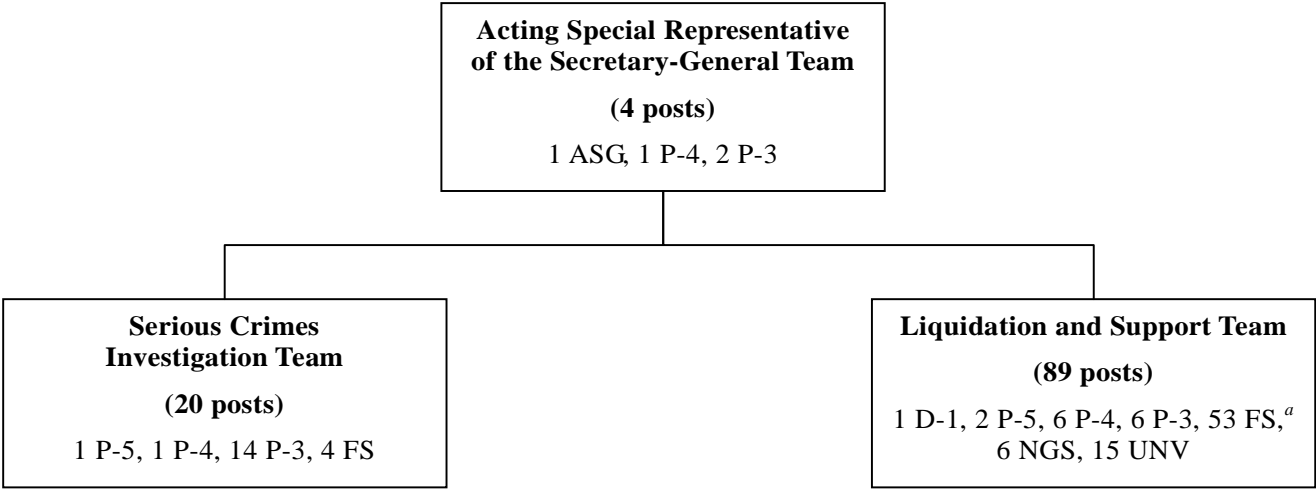 Acting Special Representative
of the Secretary-General Team
(4 posts)
1 ASG, 1 P-4, 2 P-3
Serious Crimes
Investigation Team
(20 posts)
1 P-5, 1 P-4, 14 P-3, 4 FS
Liquidation and Support Team
(89 posts)
1 D-1, 2 P-5, 6 P-4, 6 P-3, 53 FS,a
6 NGS, 15 UNV